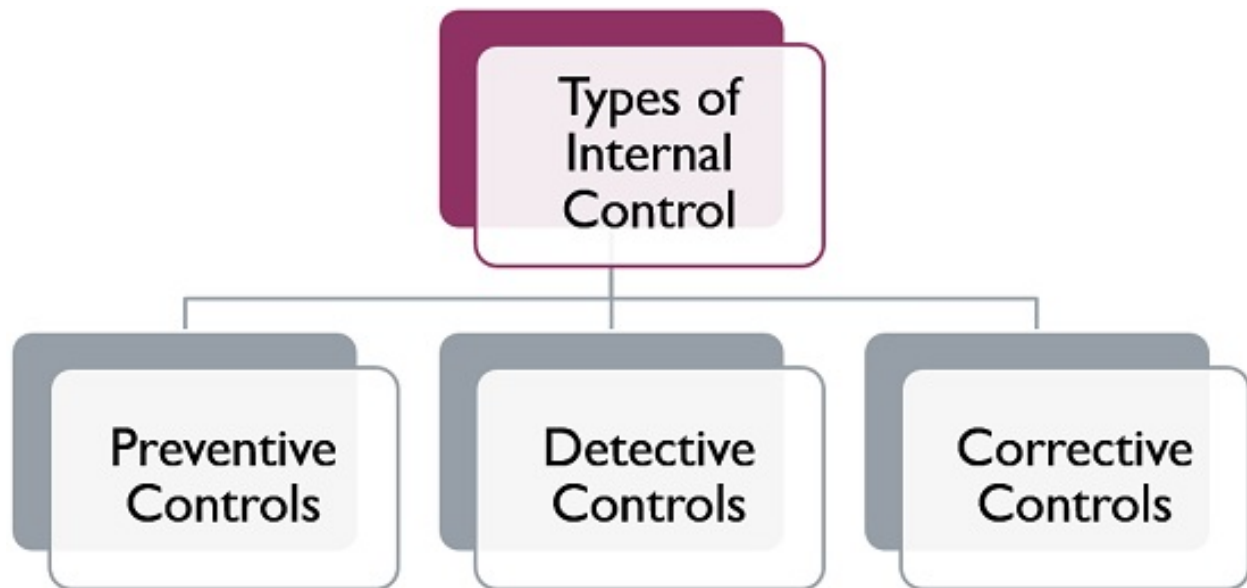 Types of
Internal
Control
Preventive
Controls
Detective
Controls
Corrective
Controls